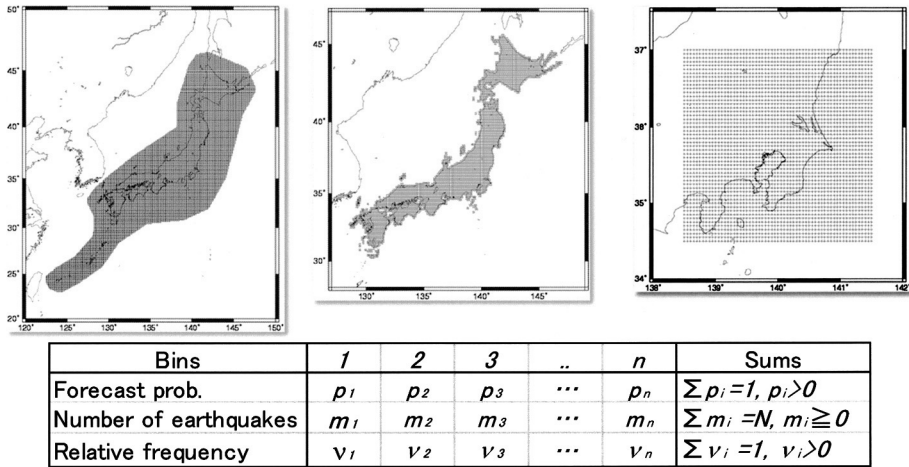 50°
45°
40°
35°
30°
25°
20°
120° 125° 130° 135° 140° 145° 150°
45°
40°
35°
30°
130° 135° 140° 145°
37°
36°
35°
34°
138° 139° 140° 141° 142°
Bins 1 2 3 .. n Sums
Forecast prob. p₁ p₂ p₃ ⋯ pₙ ∑pᵢ=1, pᵢ>0
Number of earthquakes m₁ m₂ m₃ ⋯ mₙ ∑mᵢ=N, mᵢ≧0
Relative frequency ν₁ ν₂ ν₃ ⋯ νₙ ∑νᵢ=1, νᵢ>0